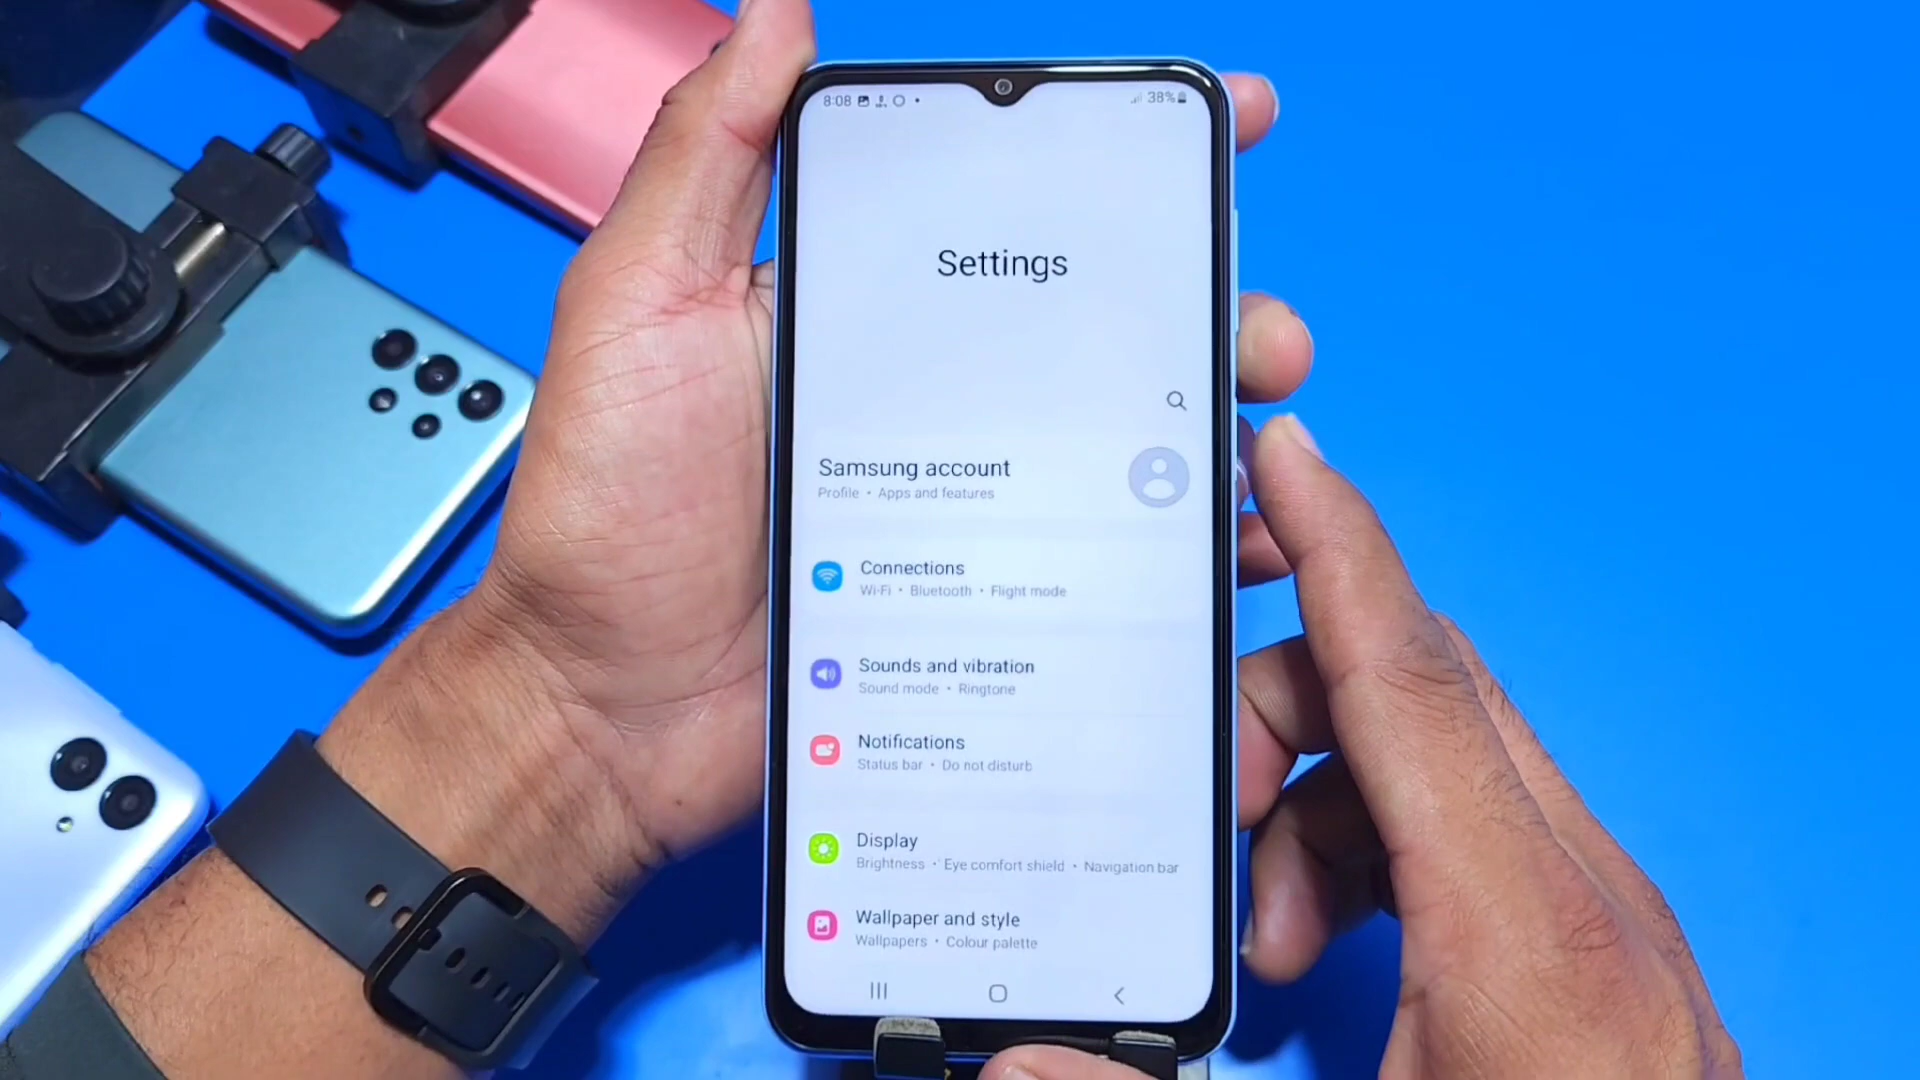 8:08
38%
Settings
Samsung account
Profile • Apps and features
Connections
Wi-Fi • Bluetooth • Flight mode
Sounds and vibration
Sound mode • Ringtone
Notifications
Status bar • Do not disturb
Display
Brightness • Eye comfort shield • Navigation bar
Wallpaper and style
Wallpapers • Colour palette